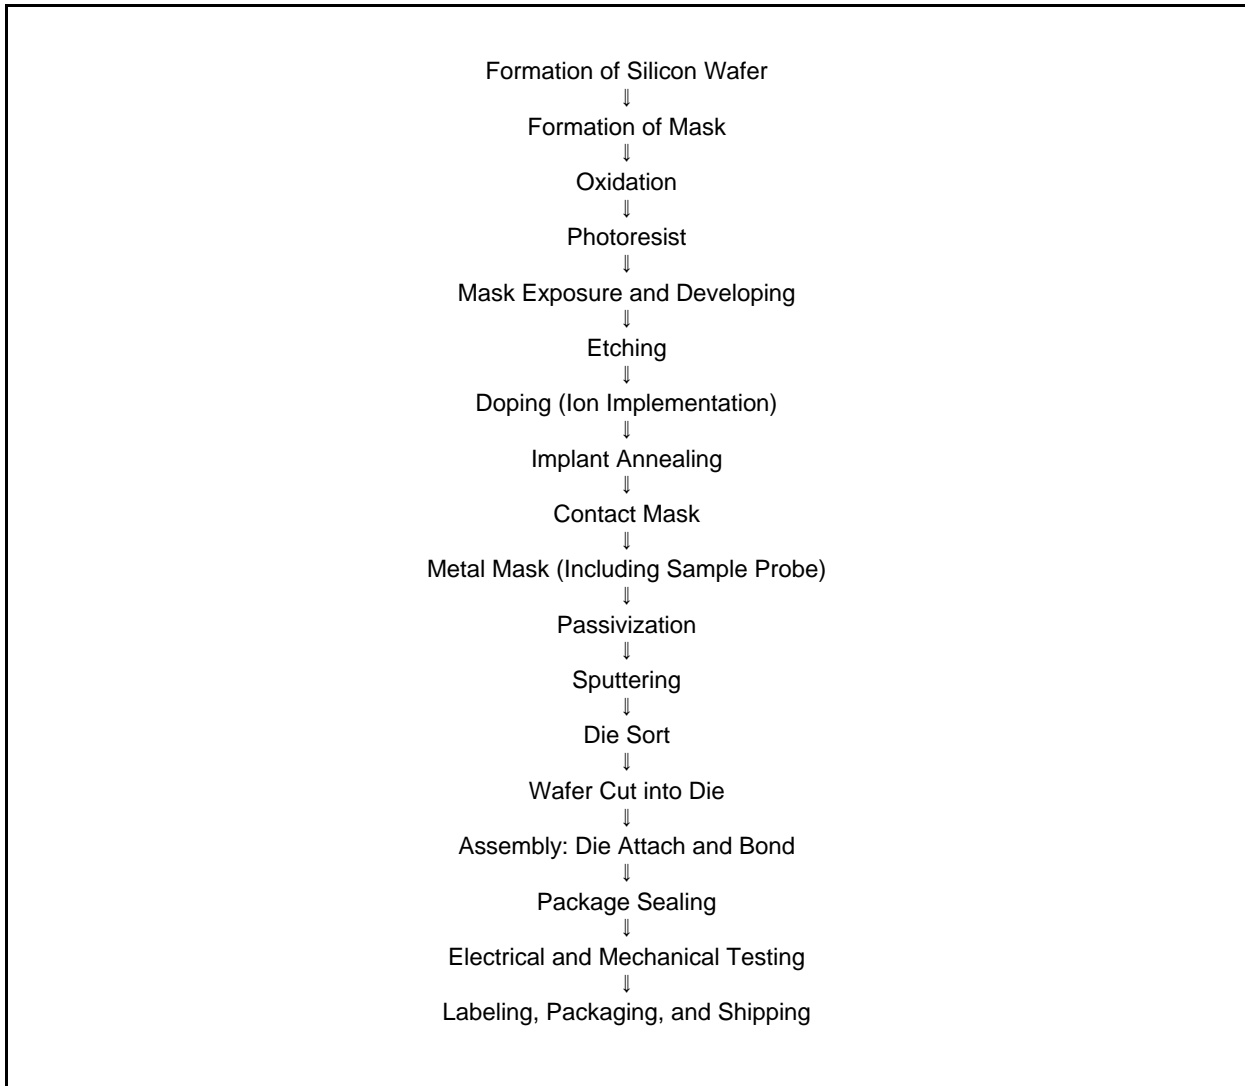 Formation of Silicon Wafer
⇓
Formation of Mask
⇓
Oxidation
⇓
Photoresist
⇓
Mask Exposure and Developing
⇓
Etching
⇓
Doping (Ion Implementation)
⇓
Implant Annealing
⇓
Contact Mask
⇓
Metal Mask (Including Sample Probe)
⇓
Passivization
⇓
Sputtering
⇓
Die Sort
⇓
Wafer Cut into Die
⇓
Assembly: Die Attach and Bond
⇓
Package Sealing
⇓
Electrical and Mechanical Testing
⇓
Labeling, Packaging, and Shipping